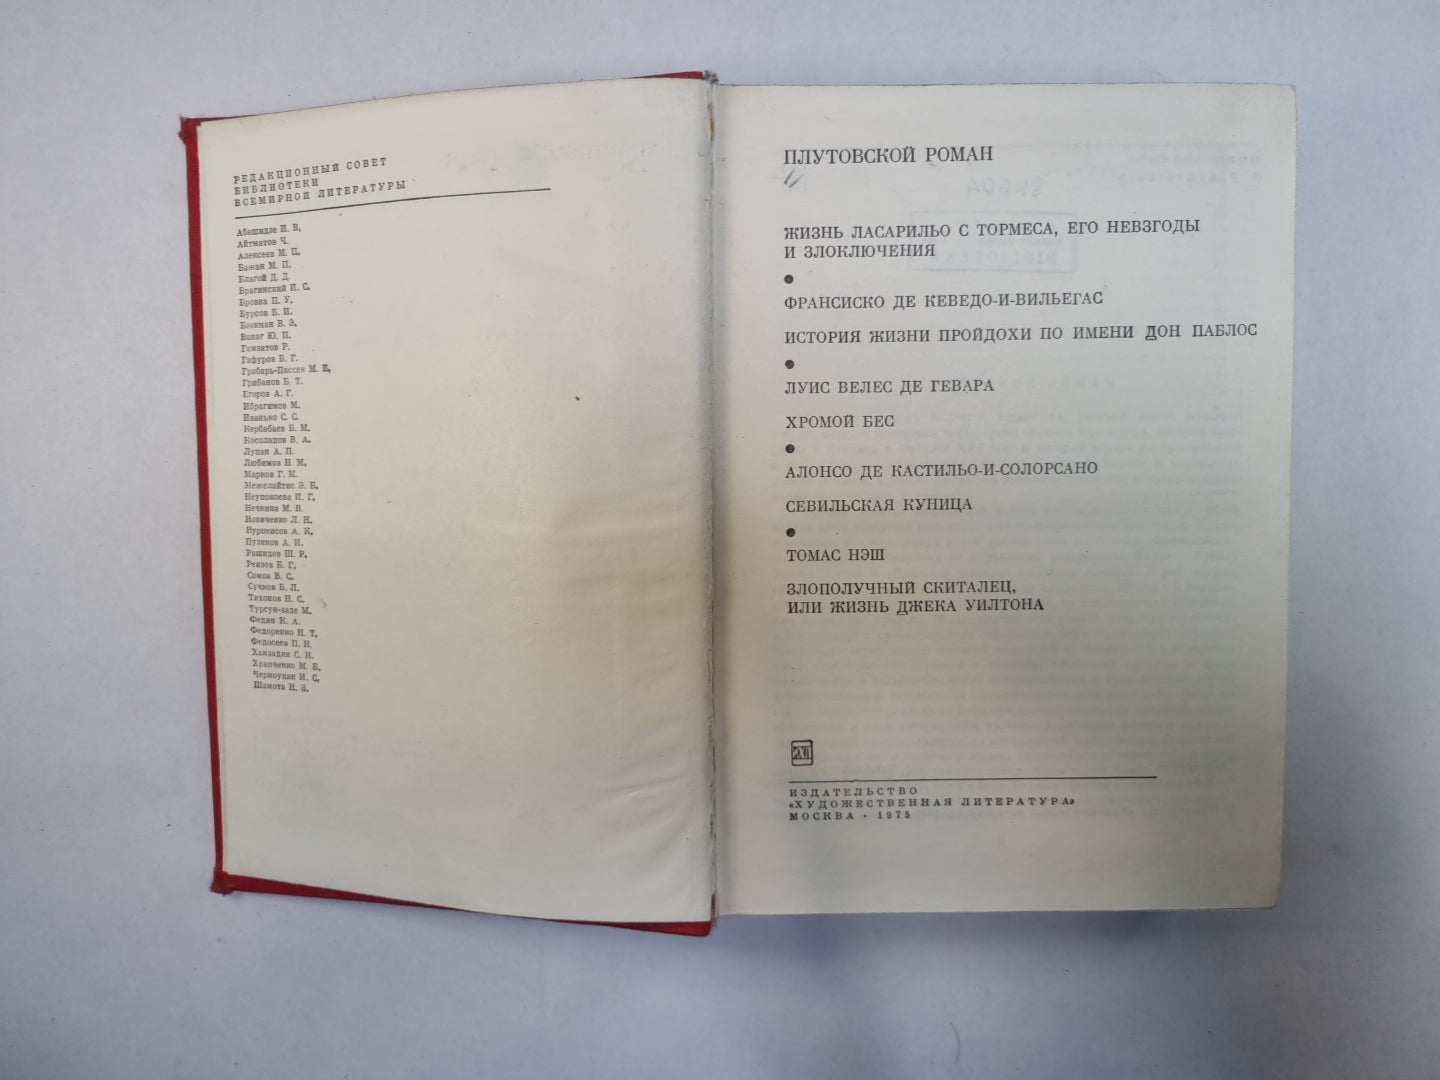 РЕДАКЦИОННЫЙ СОВЕТ
БИБЛИОТЕКИ
ВСЕМИРНОЙ ЛИТЕРАТУРЫ
Абашидзе И. В,
Айтматов Ч.
Алексеев М. П,
Бажан М. П,
Благой Д. Д.
Брагинский И. С,
Бровка П. У,
Бурсов Б. И,
Бээкман В. Э,
Ванаг Ю. П,
Гамзатов Р.
Гафуров Б. Г.
Грабарь-Пассек М. Е,
Грибанов Б. Т.
Егоров А. Г.
Ибрагимов М.
Иванько С. С.
Кербабаев Б. М,
Косолапов В. А.
Лупан А. П.
Любимов Н. М,
Марков Г. М.
Межелайтис Э. Б,
Неупокоева И. Г,
Нечкина М. В.
Новиченко Л. Н,
Нурпеисов А. К,
Пузиков А. И.
Рашидов Ш. Р,
Реизов Б. Г,
Сомов В. С.
Сучков Б. Л.
Тихонов Н. С.
Турсун-заде М,
Федин К. А.
Федоренко Н. Т,
Федосеев П. Н,
Ханзадян С. Н.
Храпченко М. Б,
Черноуцан И. С,
Шамота Н. З,
ПЛУТОВСКОЙ РОМАН
ЖИЗНЬ ЛАСАРИЛЬО С ТОРМЕСА, ЕГО НЕВЗГОДЫ
И ЗЛОКЛЮЧЕНИЯ
ФРАНСИСКО ДЕ КЕВЕДО-И-ВИЛЬЕГАС
ИСТОРИЯ ЖИЗНИ ПРОЙДОХИ ПО ИМЕНИ ДОН ПАБЛОС
ЛУИС ВЕЛЕС ДЕ ГЕВАРА
ХРОМОЙ БЕС
АЛОНСО ДЕ КАСТИЛЬО-И-СОЛОРСАНО
СЕВИЛЬСКАЯ КУНИЦА
ТОМАС НЭШ
ЗЛОПОЛУЧНЫЙ СКИТАЛЕЦ,
ИЛИ ЖИЗНЬ ДЖЕКА УИЛТОНА
ИЗДАТЕЛЬСТВО
«ХУДОЖЕСТВЕННАЯ ЛИТЕРАТУРА»
МОСКВА · 1975